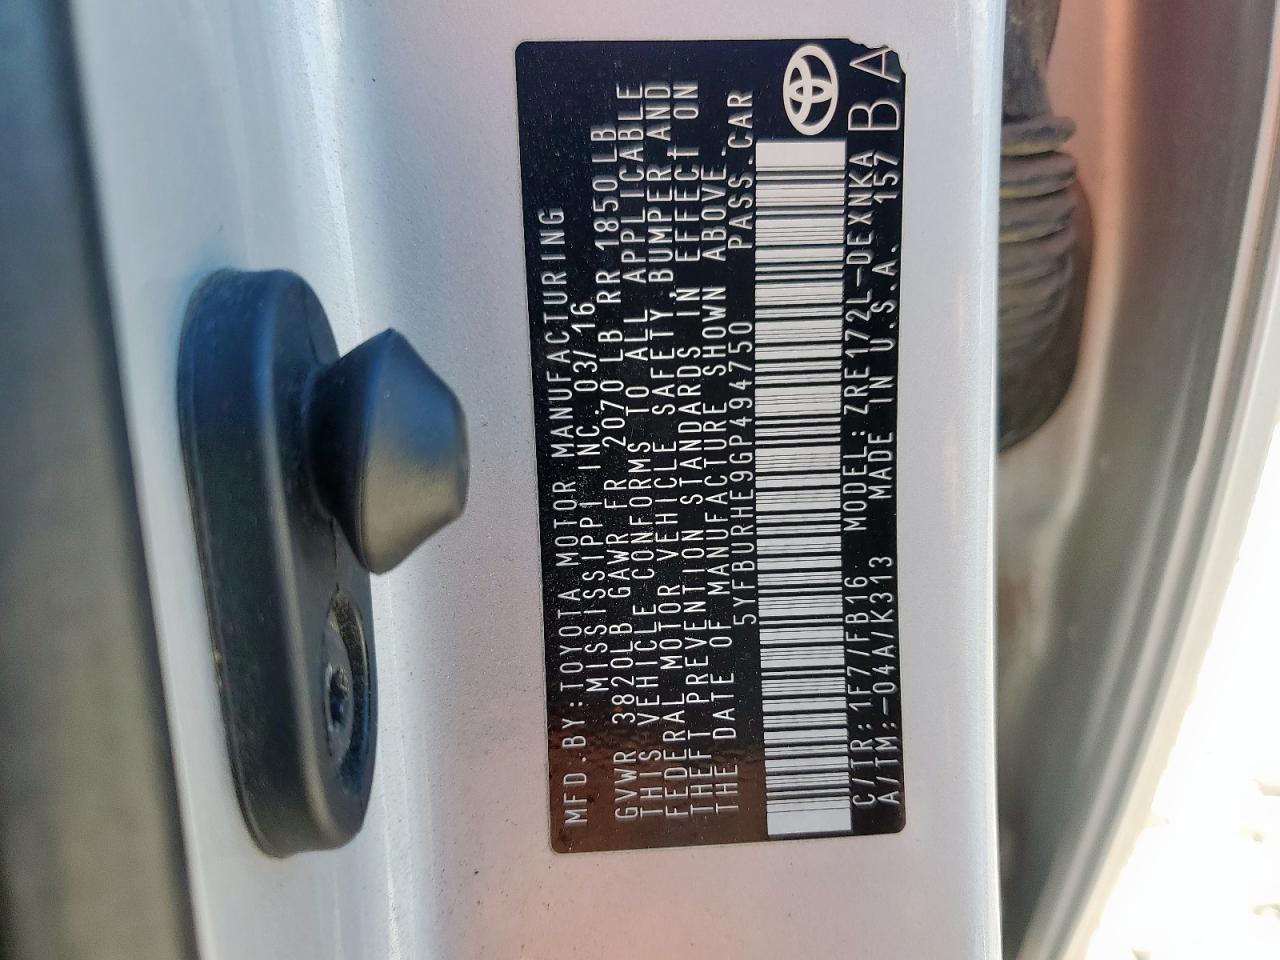 MFD.BY:TOYOTA MOTOR MANUFACTURING
MISSISSIPPI INC. 03/16
GVWR 3820LB GAWR FR 2070LB RR 1850LB
THIS VEHICLE CONFORMS TO ALL APPLICABLE
FEDERAL MOTOR VEHICLE SAFETY, BUMPER AND
THEFT PREVENTION STANDARDS IN EFFECT ON
THE DATE OF MANUFACTURE SHOWN ABOVE.
5YFBURHE9GP494750 PASS.CAR
C/TR:1F7/FB16 MODEL:ZRE172L-DEXNKA
A/TM:-04A/K313 MADE IN U.S.A. 157
BA